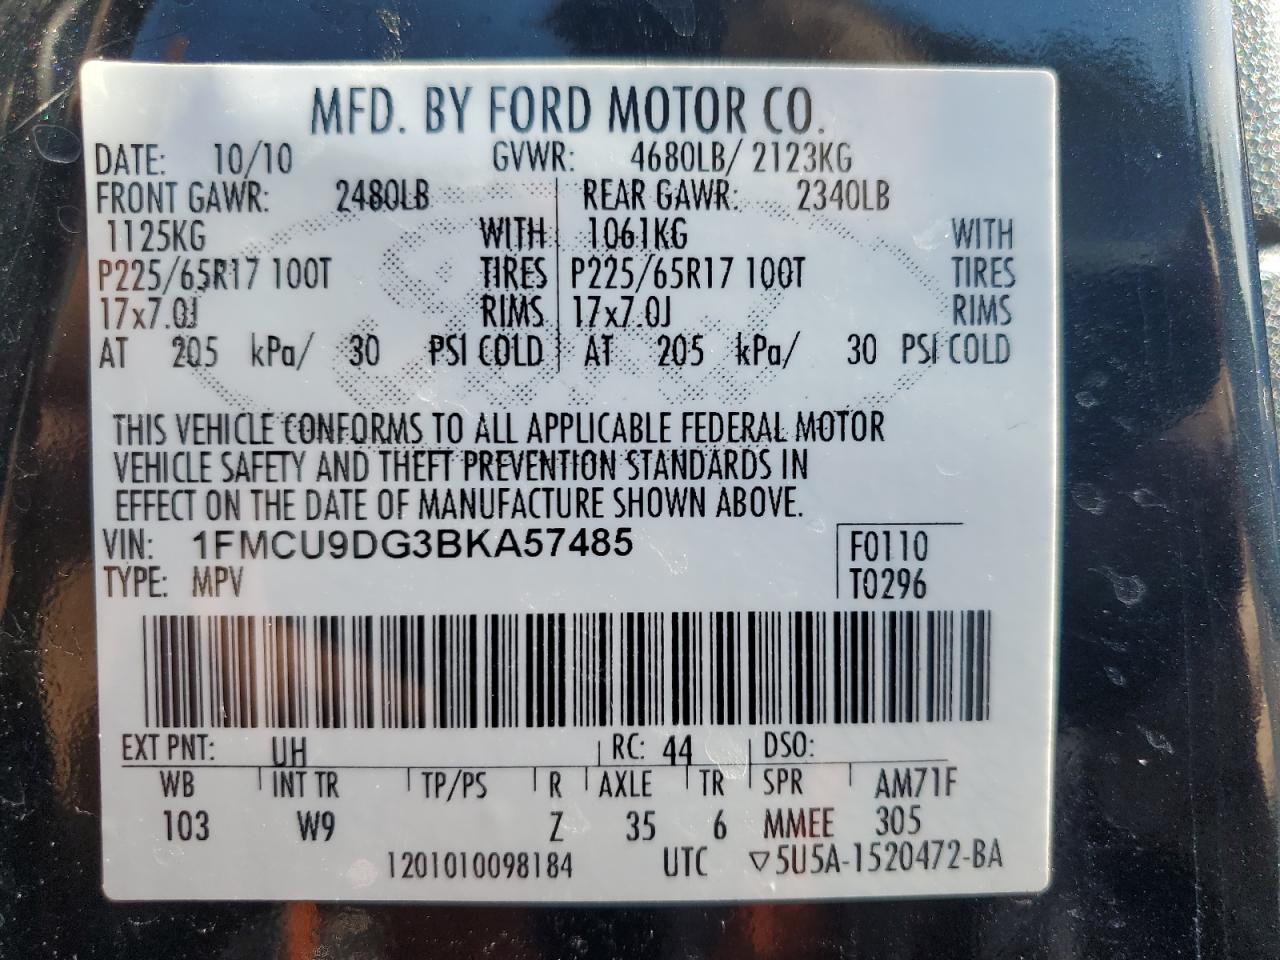 MFD. BY FORD MOTOR CO.
DATE: 10/10 GVWR: 4680LB/ 2123KG
FRONT GAWR: 2480LB REAR GAWR: 2340LB
1125KG WITH 1061KG WITH
P225/65R17 100T TIRES P225/65R17 100T TIRES
17x7.0J RIMS 17x7.0J RIMS
AT 205 kPa/ 30 PSI COLD AT 205 kPa/ 30 PSI COLD
THIS VEHICLE CONFORMS TO ALL APPLICABLE FEDERAL MOTOR
VEHICLE SAFETY AND THEFT PREVENTION STANDARDS IN
EFFECT ON THE DATE OF MANUFACTURE SHOWN ABOVE.
VIN: 1FMCU9DG3BKA57485 F0110
TYPE: MPV T0296
EXT PNT: UH RC: 44 DSO:
WB INT TR TP/PS R AXLE TR SPR AM71F
103 W9 Z 35 6 MMEE 305
1201010098184 UTC ▽5U5A-1520472-BA